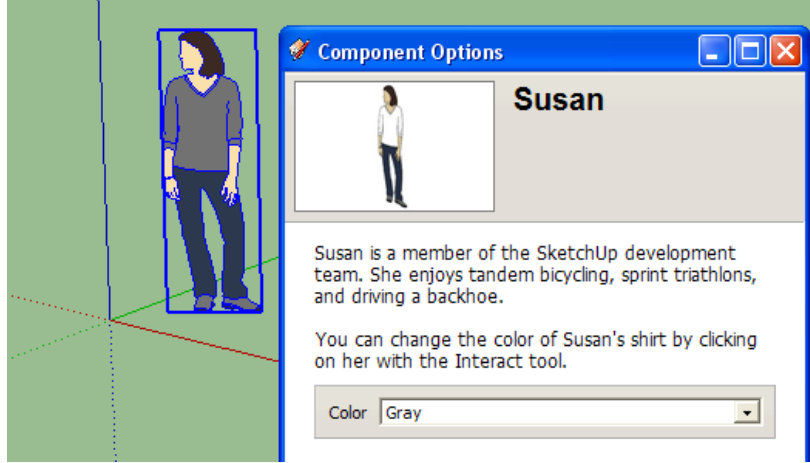 Component Options
Susan
Susan is a member of the SketchUp development
team. She enjoys tandem bicycling, sprint triathlons,
and driving a backhoe.
You can change the color of Susan's shirt by clicking
on her with the Interact tool.
Color Gray